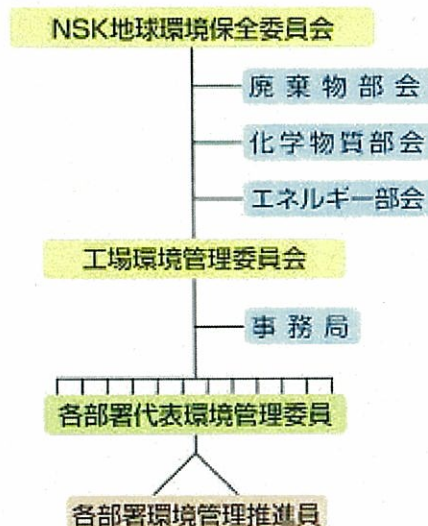 NSK地球環境保全委員会
廃棄物部会
化学物質部会
エネルギー部会
工場環境管理委員会
事務局
各部署代表環境管理委員
各部署環境管理推進員